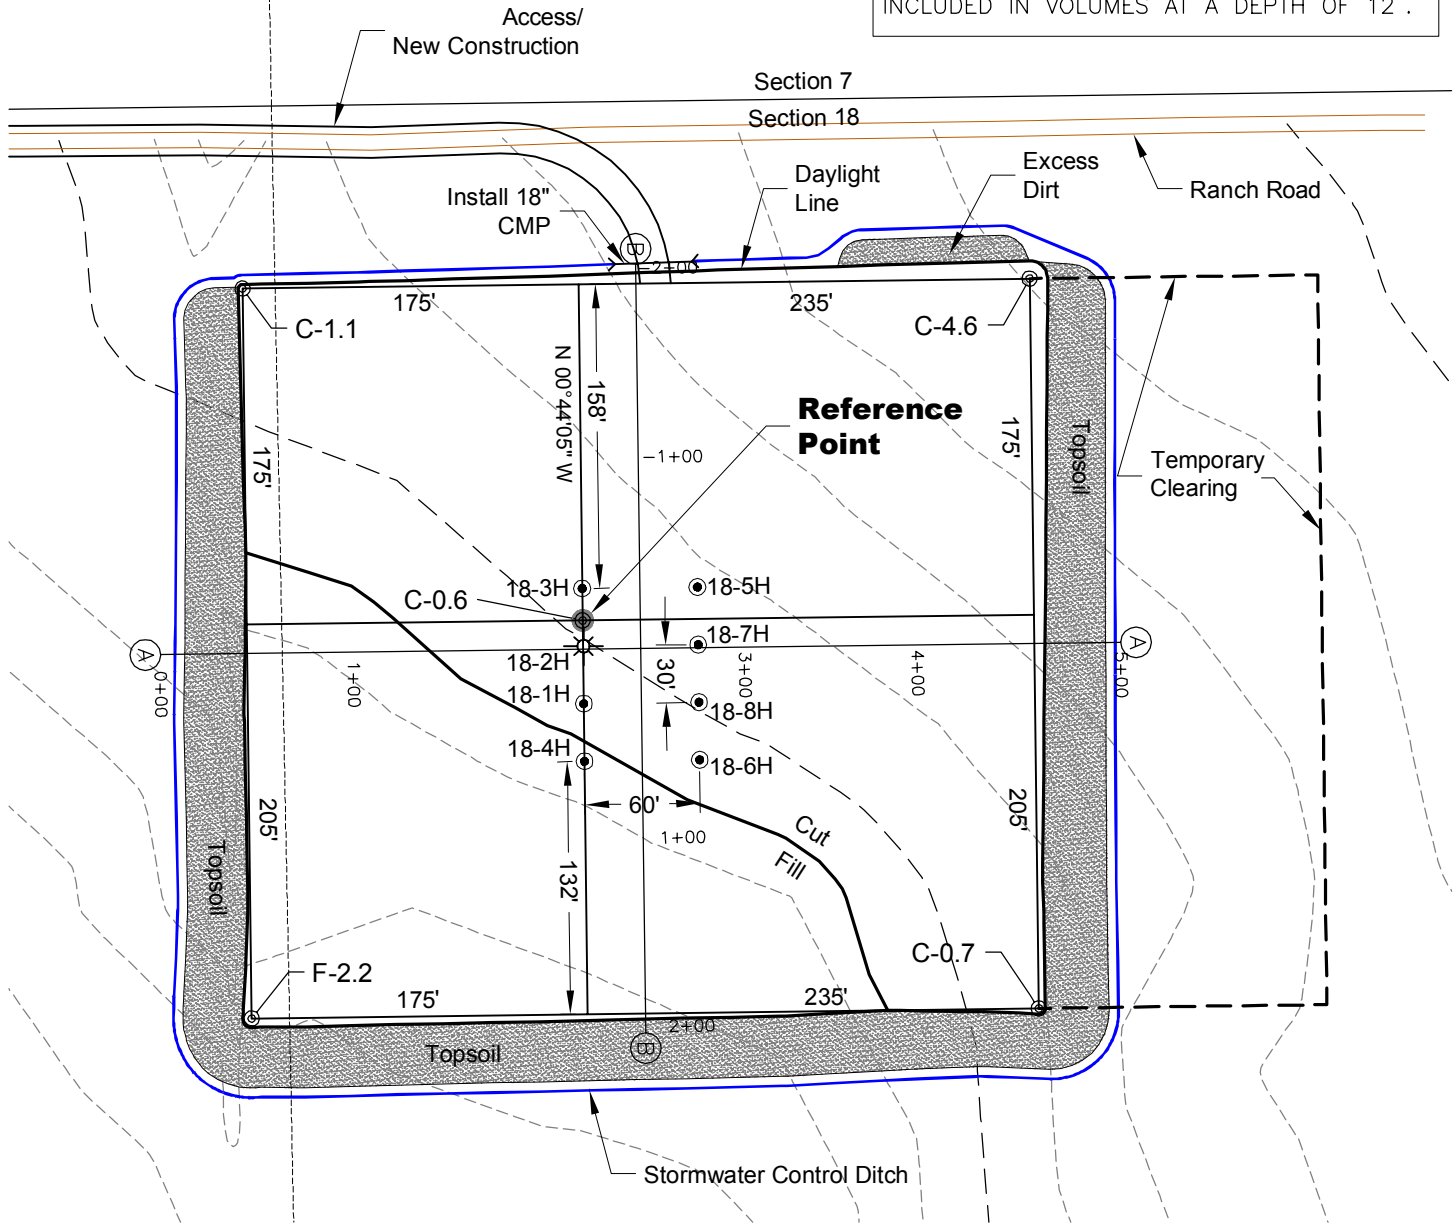 INCLUDED IN VOLUMES AT A DEPTH OF 12".
Access/
New Construction
Section 7
Section 18
Install 18"
CMP
Daylight
Line
Excess
Dirt
Ranch Road
B
-2+00
175'
235'
C-1.1
C-4.6
N 00°44'05" W
158'
Reference
Point
-1+00
175'
175'
Topsoil
Temporary
Clearing
18-3H
18-5H
C-0.6
18-7H
A
A
18-2H
30'
0+00
1+00
3+00
4+00
5+00
18-1H
18-8H
18-4H
18-6H
60'
1+00
Cut
Fill
205'
205'
Topsoil
132'
C-0.7
F-2.2
175'
235'
2+00
B
Topsoil
Stormwater Control Ditch